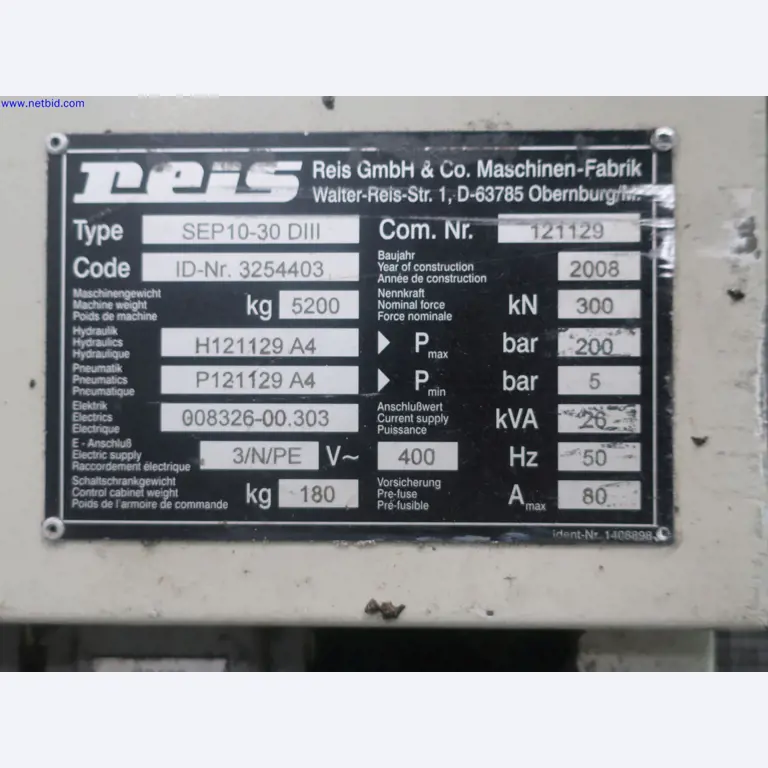 www.netbid.com
reis
Reis GmbH & Co. Maschinen-Fabrik
Walter-Reis-Str. 1, D-63785 Obernburg/M.
Type SEP10-30 DIII Com. Nr. 121129
Code ID-Nr. 3254403
Baujahr
Year of construction
Année de construction
2008
Maschinengewicht
Machine weight
Poids de machine
kg 5200
Nennkraft
Nominal force
Force nominale
kN 300
Hydraulik
Hydraulics
Hydraulique
H121129 A4
P max bar 200
Pneumatik
Pneumatics
Pneumatique
P121129 A4
P min bar 5
Elektrik
Electrics
Electrique
008326-00.303
Anschlußwert
Current supply
Puissance
kVA 26
E - Anschluß
Electric supply
Raccordement électrique
3/N/PE V~ 400 Hz 50
Schaltschrankgewicht
Control cabinet weight
Poids de l'armoire de commande
kg 180
Vorsicherung
Pre-fuse
Pré-fusible
A max 80
Ident-Nr. 1408898